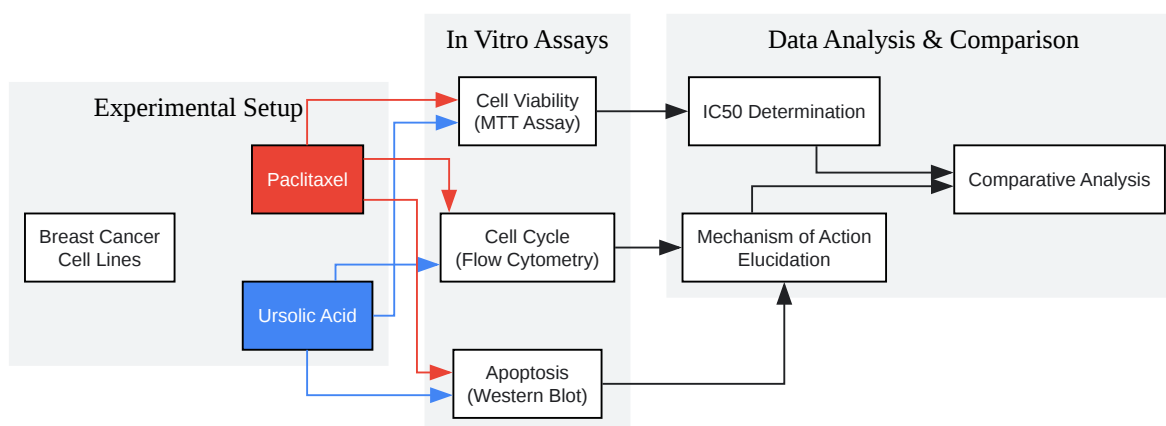 Experimental Setup
Paclitaxel
Breast Cancer
Cell Lines
Ursolic Acid
In Vitro Assays
Cell Viability
(MTT Assay)
Cell Cycle
(Flow Cytometry)
Apoptosis
(Western Blot)
Data Analysis & Comparison
IC50 Determination
Mechanism of Action
Elucidation
Comparative Analysis